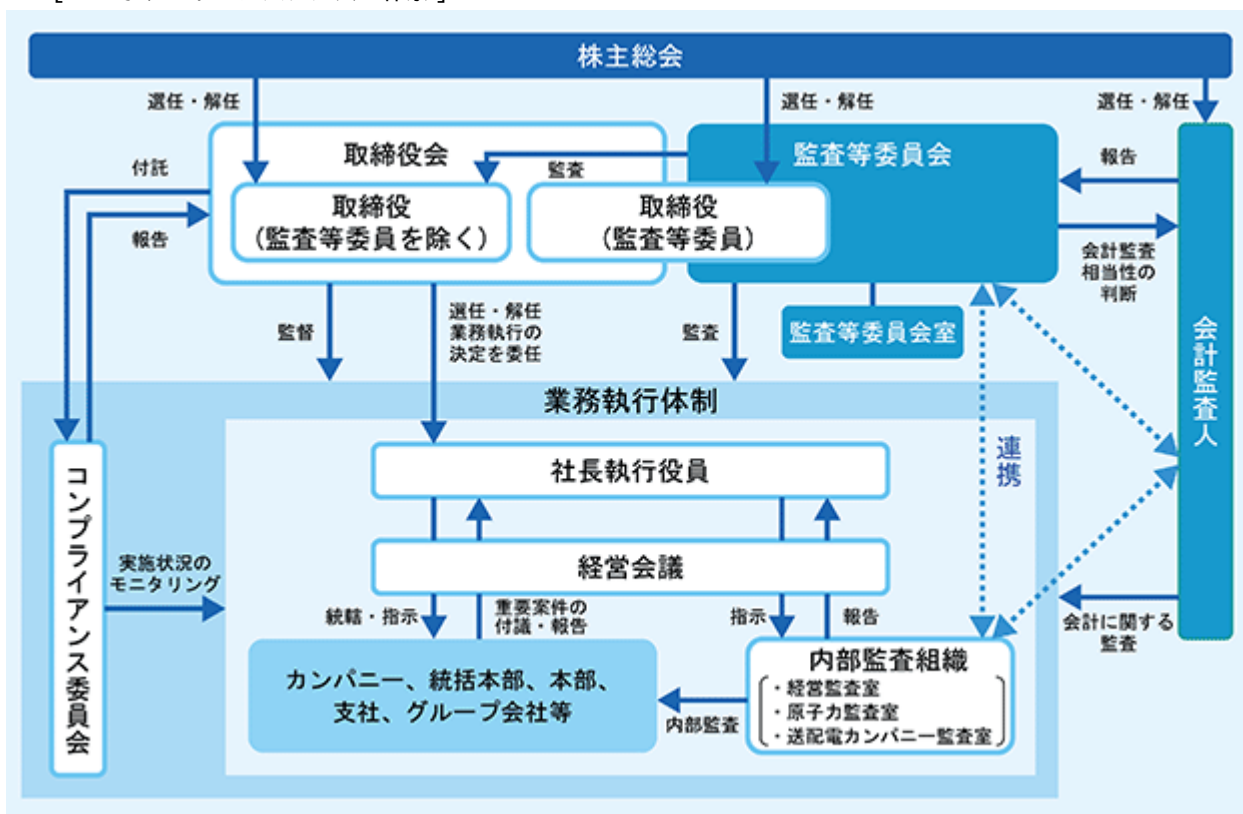 株主総会
選任・解任
選任・解任
選任・解任
取締役会
監査等委員会
付託
監査
報告
取締役
(監査等委員を除く)
取締役
(監査等委員)
報告
会計監査
相当性の
判断
監督
選任・解任
業務執行の
決定を委任
監査
監査等委員会室
会計監査人
業務執行体制
社長執行役員
連携
コンプライアンス委員会
経営会議
実施状況の
モニタリング
統轄・指示
重要案件の
付議・報告
指示
報告
会計に関する
監査
カンパニー、統括本部、本部、
支社、グループ会社等
内部監査
内部監査組織
・経営監査室
・原子力監査室
・送配電カンパニー監査室